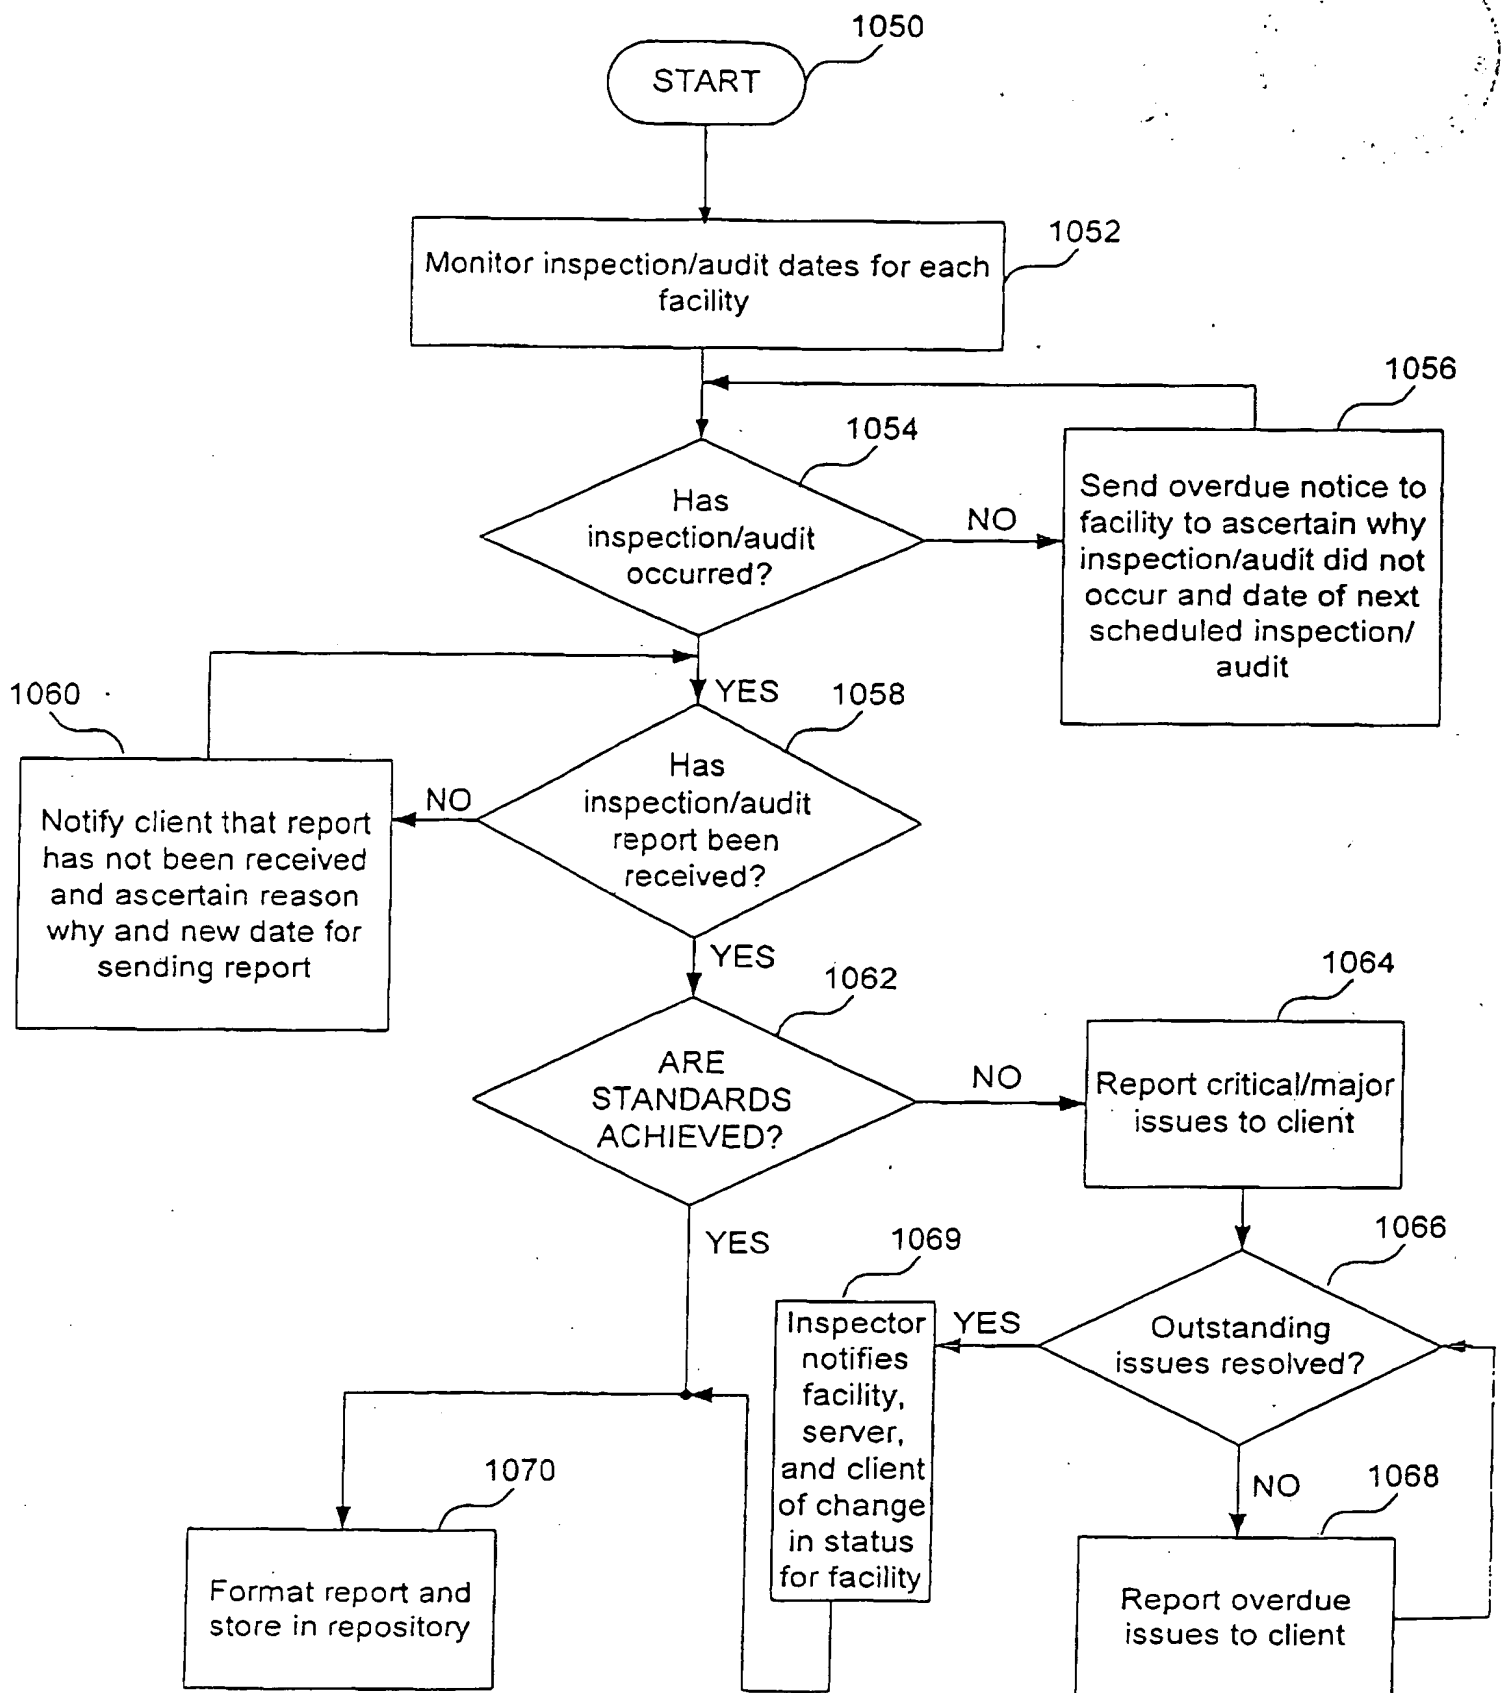 1050
START
1052
Monitor inspection/audit dates for each
facility
1056
1054
Has
inspection/audit
occurred?
NO
Send overdue notice to
facility to ascertain why
inspection/audit did not
occur and date of next
scheduled inspection/
audit
YES
1060
1058
Has
inspection/audit
report been
received?
NO
Notify client that report
has not been received
and ascertain reason
why and new date for
sending report
YES
1062
1064
ARE
STANDARDS
ACHIEVED?
NO
Report critical/major
issues to client
YES
1069
1066
Inspector
notifies
facility,
server,
and client
of change
in status
for facility
YES
Outstanding
issues resolved?
1070
NO
1068
Format report and
store in repository
Report overdue
issues to client